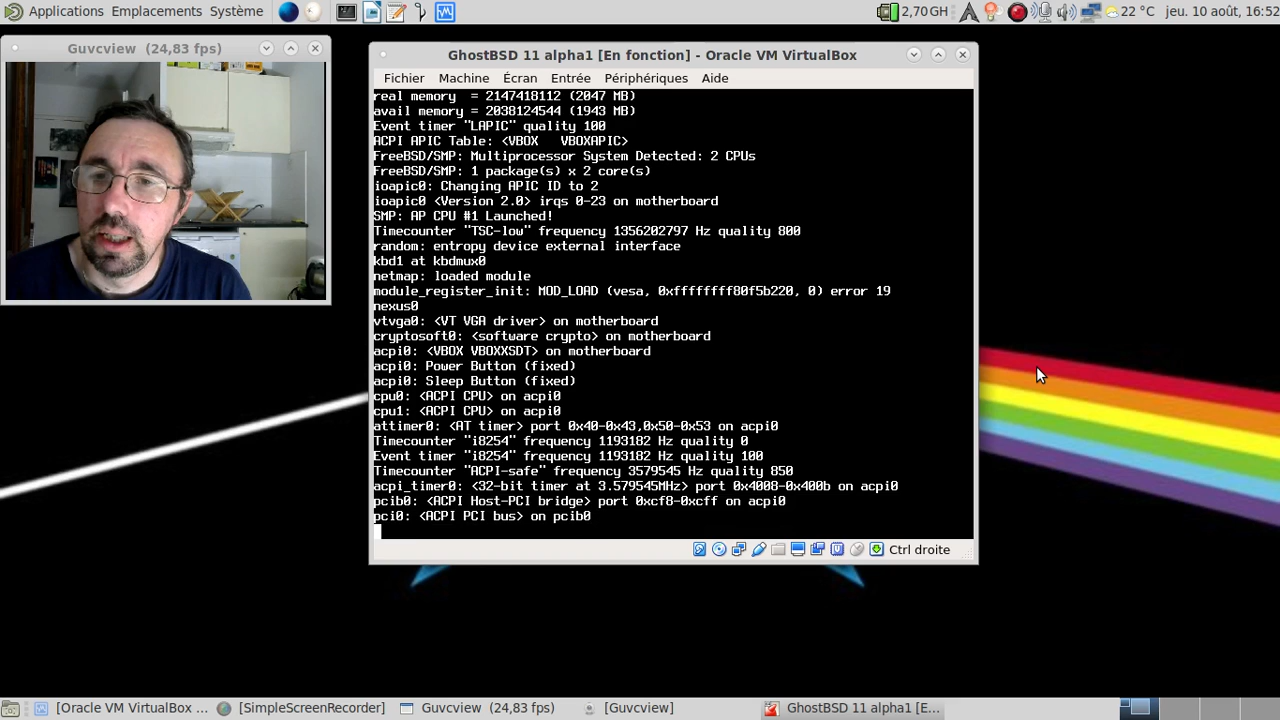 Applications Emplacements Système
2,70GH
22 °C
jeu. 10 août, 16:52
Guvcview (24,83 fps)
GhostBSD 11 alpha1 [En fonction] - Oracle VM VirtualBox
Fichier Machine Écran Entrée Périphériques Aide
real memory  = 2147418112 (2047 MB)
avail memory = 2038124544 (1943 MB)
Event timer "LAPIC" quality 100
ACPI APIC Table: <VBOX   VBOXAPIC>
FreeBSD/SMP: Multiprocessor System Detected: 2 CPUs
FreeBSD/SMP: 1 package(s) x 2 core(s)
ioapic0: Changing APIC ID to 2
ioapic0 <Version 2.0> irqs 0-23 on motherboard
SMP: AP CPU #1 Launched!
Timecounter "TSC-low" frequency 1356202797 Hz quality 800
random: entropy device external interface
kbd1 at kbdmux0
netmap: loaded module
module_register_init: MOD_LOAD (vesa, 0xffffffff80f5b220, 0) error 19
nexus0
vtvga0: <VT VGA driver> on motherboard
cryptosoft0: <software crypto> on motherboard
acpi0: <VBOX VBOXXSDT> on motherboard
acpi0: Power Button (fixed)
acpi0: Sleep Button (fixed)
cpu0: <ACPI CPU> on acpi0
cpu1: <ACPI CPU> on acpi0
attimer0: <AT timer> port 0x40-0x43,0x50-0x53 on acpi0
Timecounter "i8254" frequency 1193182 Hz quality 0
Event timer "i8254" frequency 1193182 Hz quality 100
Timecounter "ACPI-safe" frequency 3579545 Hz quality 850
acpi_timer0: <32-bit timer at 3.579545MHz> port 0x4008-0x400b on acpi0
pcib0: <ACPI Host-PCI bridge> port 0xcf8-0xcff on acpi0
pci0: <ACPI PCI bus> on pcib0
Ctrl droite
[Oracle VM VirtualBox ...
[SimpleScreenRecorder]
Guvcview (24,83 fps)
[Guvcview]
GhostBSD 11 alpha1 [E...